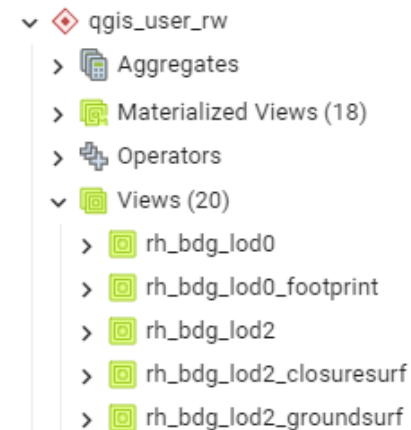 qgis_user_rw
Aggregates
Materialized Views (18)
Operators
Views (20)
rh_bdg_lod0
rh_bdg_lod0_footprint
rh_bdg_lod2
rh_bdg_lod2_closuresurf
rh_bdg_lod2_groundsurf